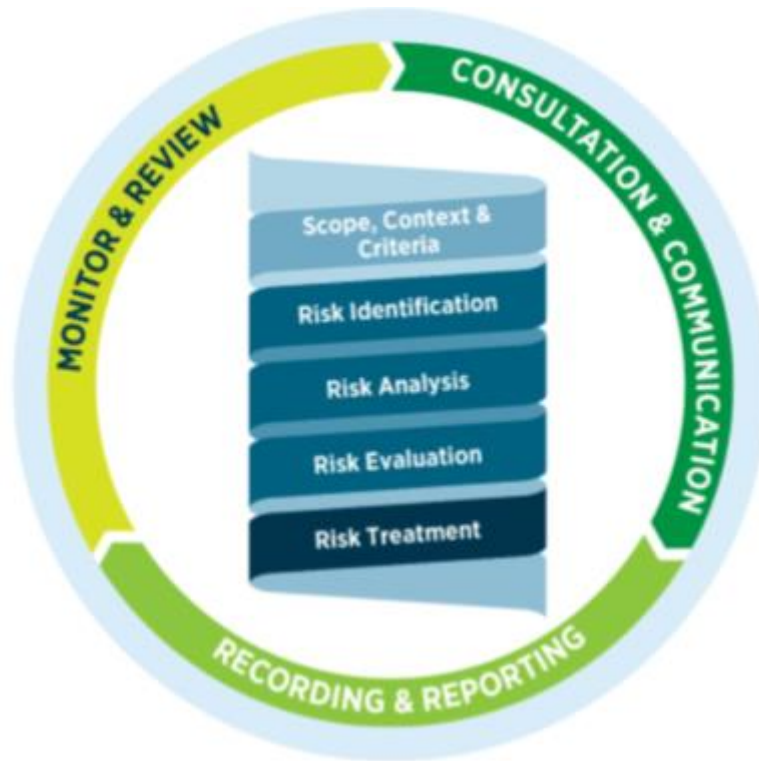 MONITOR & REVIEW
CONSULTATION & COMMUNICATION
Scope, Context &
Criteria
Risk Identification
Risk Analysis
Risk Evaluation
Risk Treatment
RECORDING & REPORTING